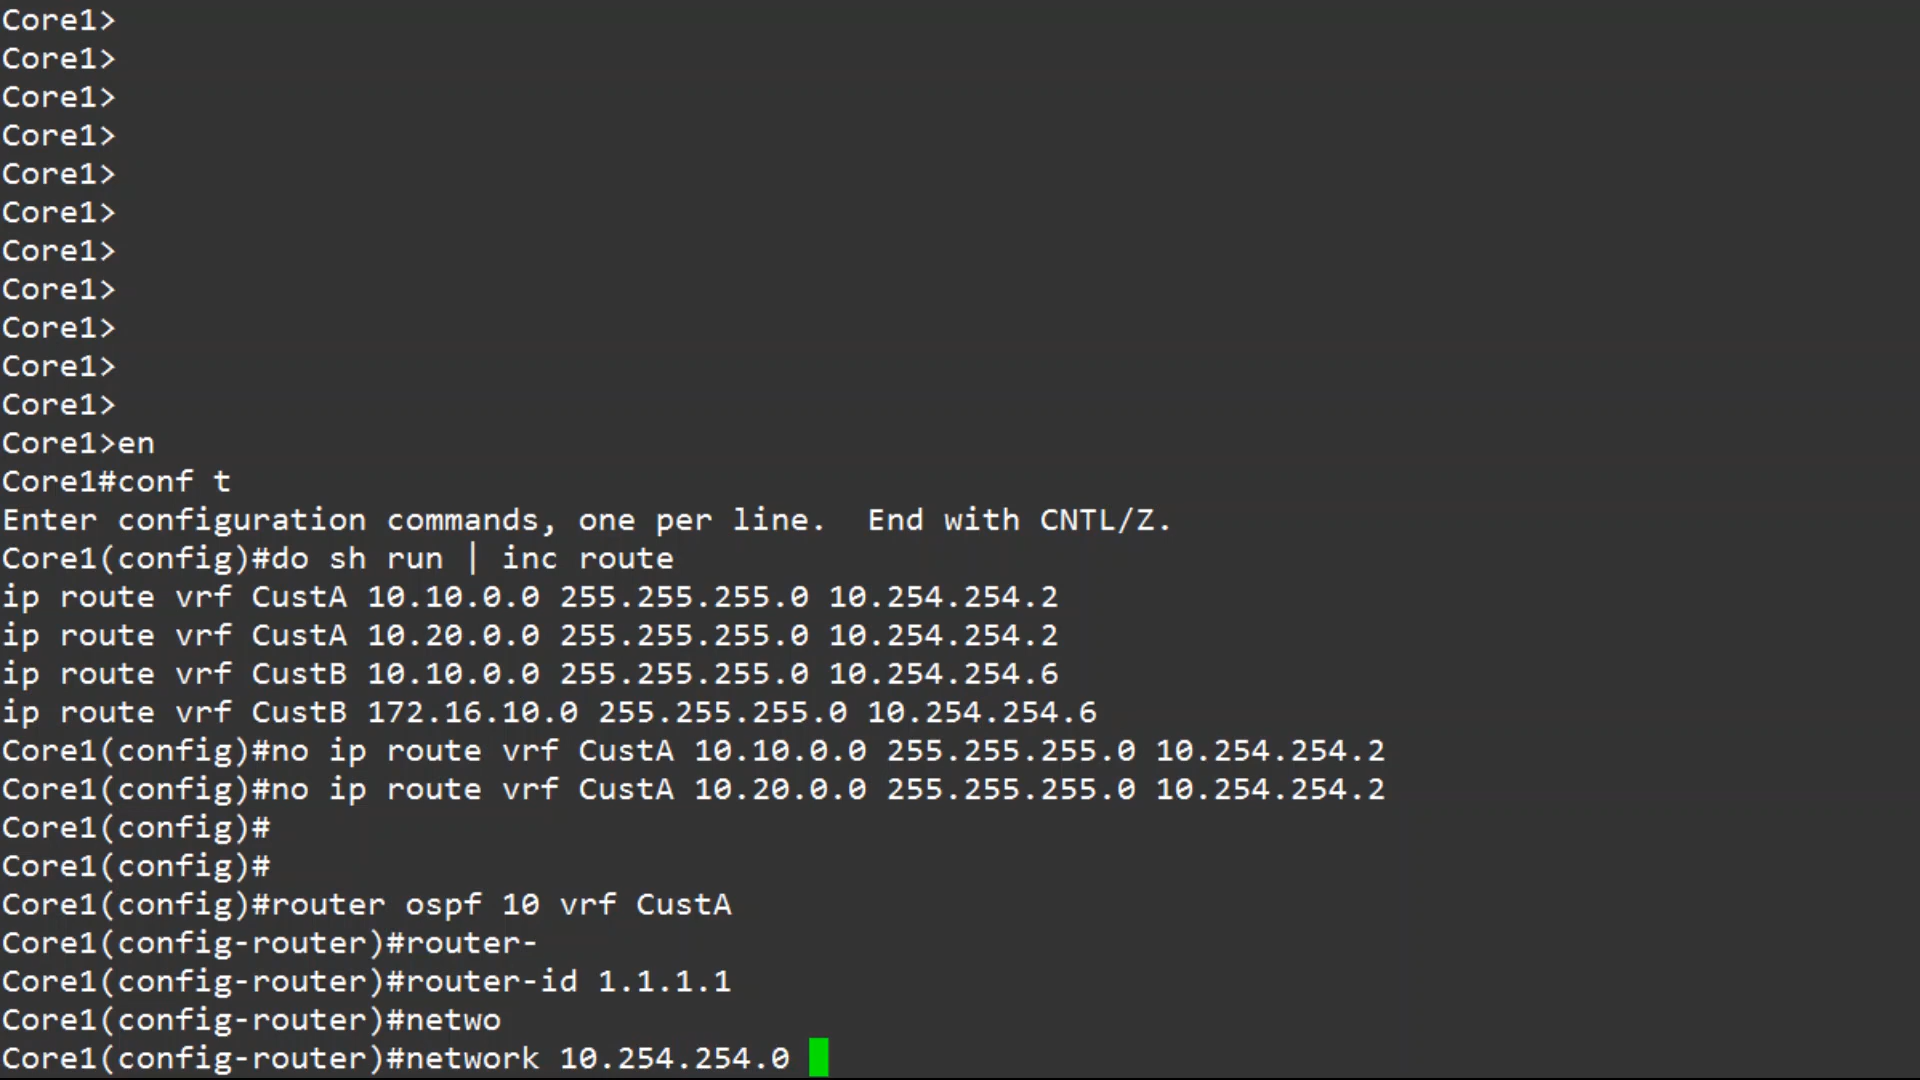 Core1>
Core1>
Core1>
Core1>
Core1>
Core1>
Core1>
Core1>
Core1>
Core1>
Core1>
Core1>en
Core1#conf t
Enter configuration commands, one per line.  End with CNTL/Z.
Core1(config)#do sh run | inc route
ip route vrf CustA 10.10.0.0 255.255.255.0 10.254.254.2
ip route vrf CustA 10.20.0.0 255.255.255.0 10.254.254.2
ip route vrf CustB 10.10.0.0 255.255.255.0 10.254.254.6
ip route vrf CustB 172.16.10.0 255.255.255.0 10.254.254.6
Core1(config)#no ip route vrf CustA 10.10.0.0 255.255.255.0 10.254.254.2
Core1(config)#no ip route vrf CustA 10.20.0.0 255.255.255.0 10.254.254.2
Core1(config)#
Core1(config)#
Core1(config)#router ospf 10 vrf CustA
Core1(config-router)#router-
Core1(config-router)#router-id 1.1.1.1
Core1(config-router)#netwo
Core1(config-router)#network 10.254.254.0